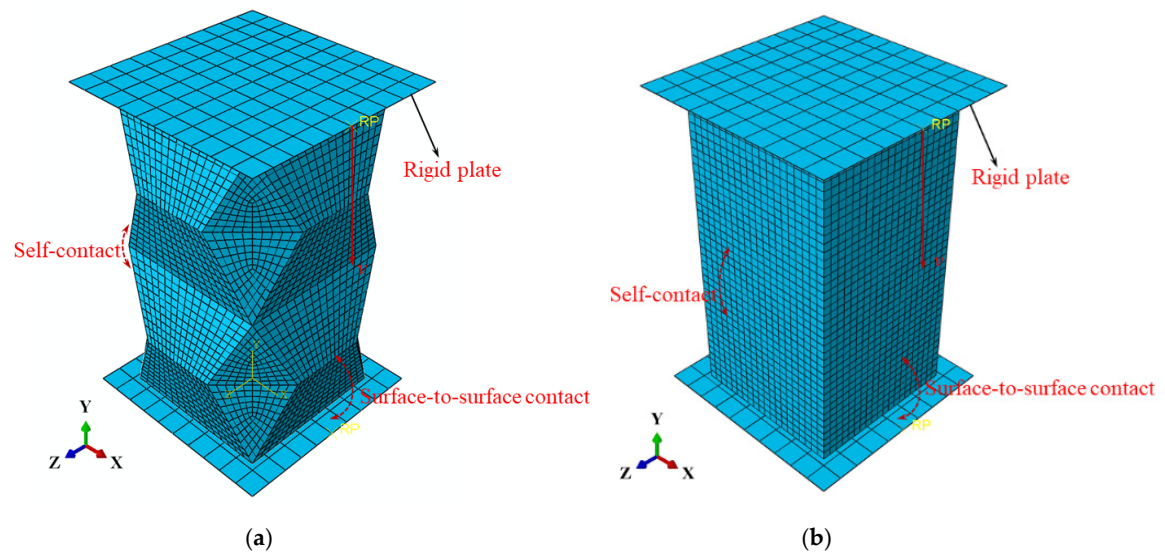 RP
Rigid plate
Self-contact
v
Surface-to-surface contact
RP
Y
Z
X
(a)
RP
Rigid plate
Self-contact
v
Surface-to-surface contact
RP
Y
Z
X
(b)